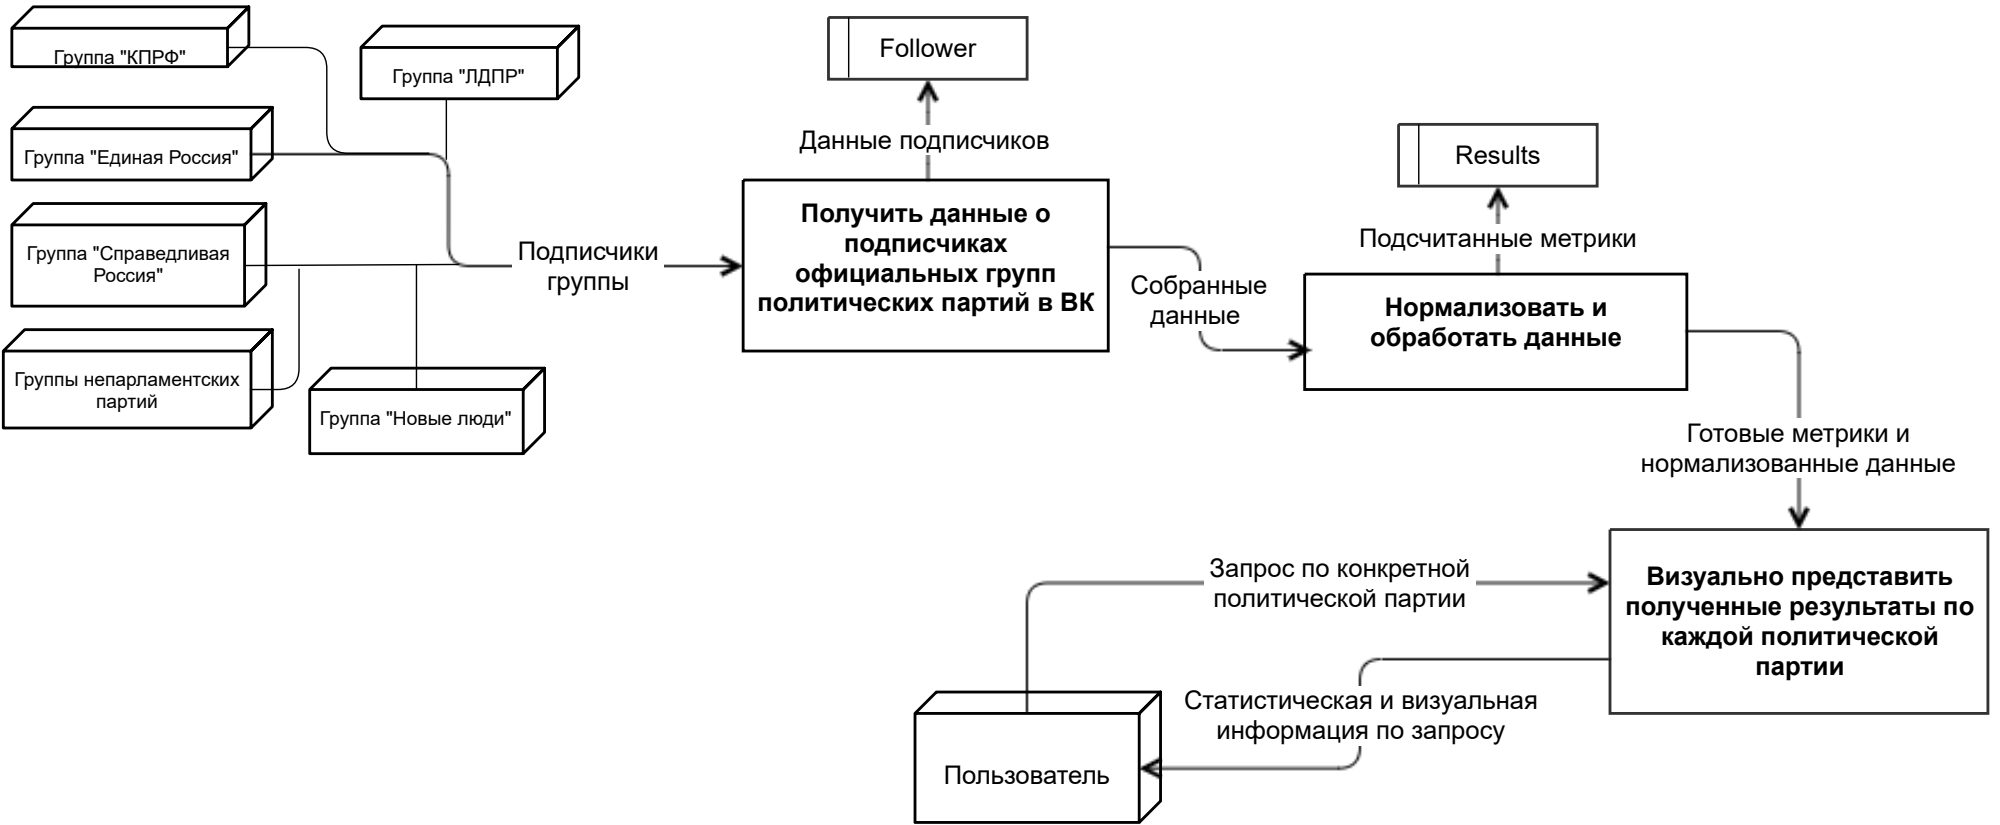 Группа "КПРФ"
Группа "ЛДПР"
Группа "Единая Россия"
Группа "Справедливая
Россия"
Группы непарламентских
партий
Группа "Новые люди"
Подписчики
группы
Follower
Данные подписчиков
Получить данные о
подписчиках
официальных групп
политических партий в ВК
Собранные
данные
Results
Подсчитанные метрики
Нормализовать и
обработать данные
Готовые метрики и
нормализованные данные
Запрос по конкретной
политической партии
Визуально представить
полученные результаты по
каждой политической
партии
Статистическая и визуальная
информация по запросу
Пользователь